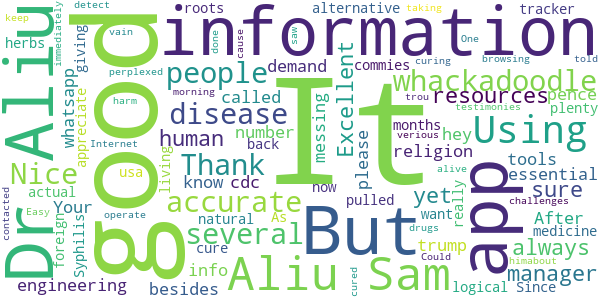 Dr Aliu
good
information
It
But
app
Aliu Sam
Using
people
disease
whackadoodle
resources
Thank
Nice
accurate
several
human
Excellent
yet
always
manager
sure
religion
engineering
besides
tools
essential
called
demand
commies
pence
plenty
messaging
please
number
know
cdc
info
cure
natural
usa
living
appreciate
giving
whatsapp
herbs
roots
alternative
tracker
hey
months
back
now
pulled
As
trump
After
medicine
Since
logical
want
really
actual
Your
foreign
Syphilis
detect
keep
vain
done
cause
saw
taking
One
browsing
told
curing
testimonies
perplexed
harm
morning
immediately
Internet
contacted
Easy
operate
cured
Could
drugs
verious
alive
trou
challenges
himabout